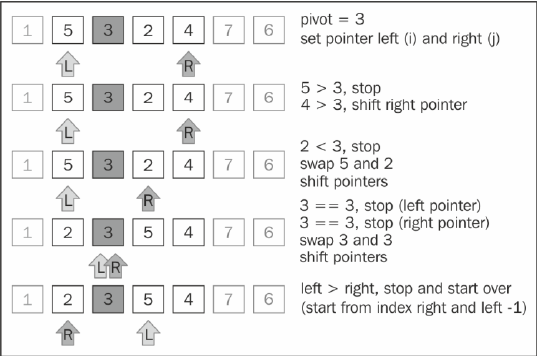 1 5 3 2 4 7 6
pivot = 3
set pointer left (i) and right (j)
L R
1 5 3 2 4 7 6
5 > 3, stop
4 > 3, shift right pointer
L R
1 5 3 2 4 7 6
2 < 3, stop
swap 5 and 2
shift pointers
L R
1 2 3 5 4 7 6
3 == 3, stop (left pointer)
3 == 3, stop (right pointer)
swap 3 and 3
shift pointers
L R
1 2 3 5 4 7 6
left > right, stop and start over
(start from index right and left -1)
R L